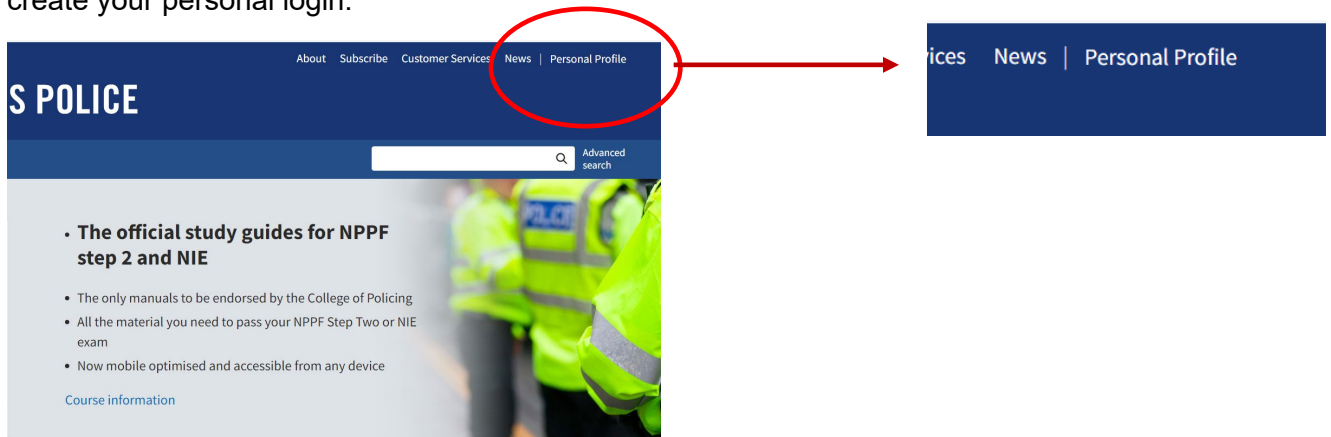 create your personal login.
About Subscribe Customer Services News | Personal Profile
S POLICE
Advanced
search
• The official study guides for NPPF
step 2 and NIE
• The only manuals to be endorsed by the College of Policing
• All the material you need to pass your NPPF Step Two or NIE
exam
• Now mobile optimised and accessible from any device
Course information
POLICE
ices News | Personal Profile